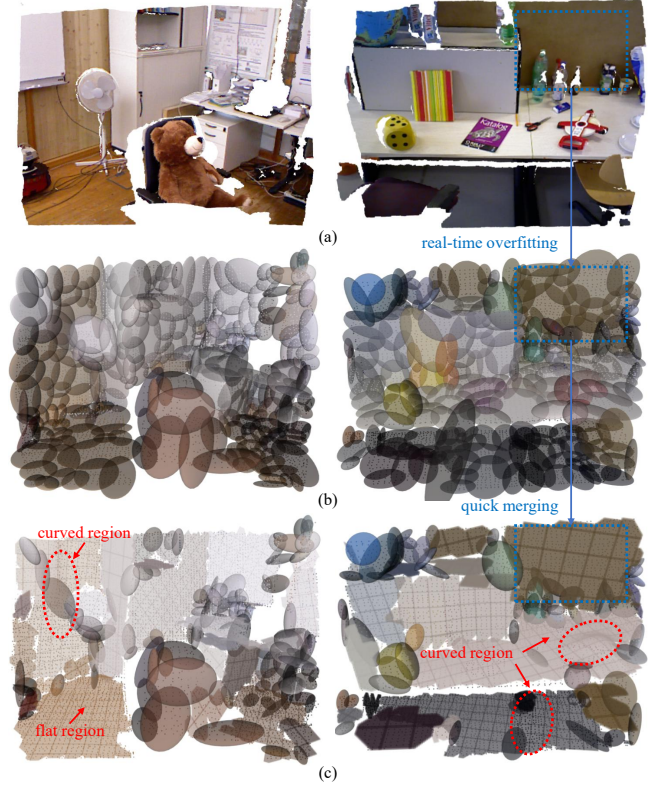 Katalog
(a)
real-time overfitting
(b)
quick merging
curved region
curved region
flat region
(c)